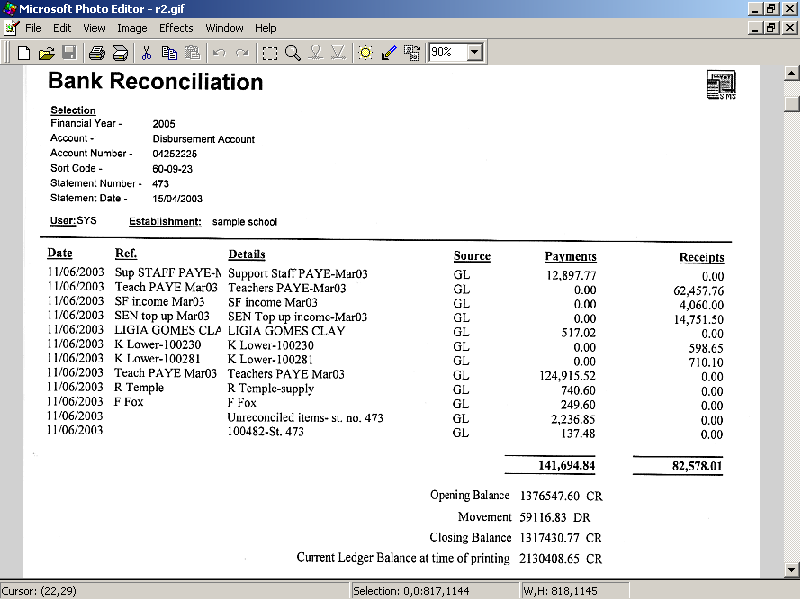 Microsoft Photo Editor - r2.gif
File Edit View Image Effects Window Help
90%
Bank Reconciliation
SIMS
Selection
Financial Year - 2005
Account - Disbursement Account
Account Number - 04252225
Sort Code - 60-09-23
Statement Number - 473
Statement Date - 15/04/2003
User:SYS Establishment: sample school
Date Ref. Details Source Payments Receipts
11/06/2003 Sup STAFF PAYE-M Support Staff PAYE-Mar03 GL 12,897.77 0.00
11/06/2003 Teach PAYE Mar03 Teachers PAYE-Mar03 GL 0.00 62,457.76
11/06/2003 SF income Mar03 SF income Mar03 GL 0.00 4,060.00
11/06/2003 SEN top up Mar03 SEN Top up income-Mar03 GL 0.00 14,751.50
11/06/2003 LIGIA GOMES CLA LIGIA GOMES CLAY GL 517.02 0.00
11/06/2003 K Lower-100230 K Lower-100230 GL 0.00 598.65
11/06/2003 K Lower-100281 K Lower-100281 GL 0.00 710.10
11/06/2003 Teach PAYE Mar03 Teachers PAYE Mar03 GL 124,915.52 0.00
11/06/2003 R Temple R Temple-supply GL 740.60 0.00
11/06/2003 F Fox F Fox GL 249.60 0.00
11/06/2003 Unreconciled items- st. no. 473 GL 2,236.85 0.00
11/06/2003 100482-St. 473 GL 137.48 0.00
141,694.84 82,578.01
Opening Balance 1376547.60 CR
Movement 59116.83 DR
Closing Balance 1317430.77 CR
Current Ledger Balance at time of printing 2130408.65 CR
Cursor: (22,29) Selection: 0,0:817,1144 W,H: 818,1145